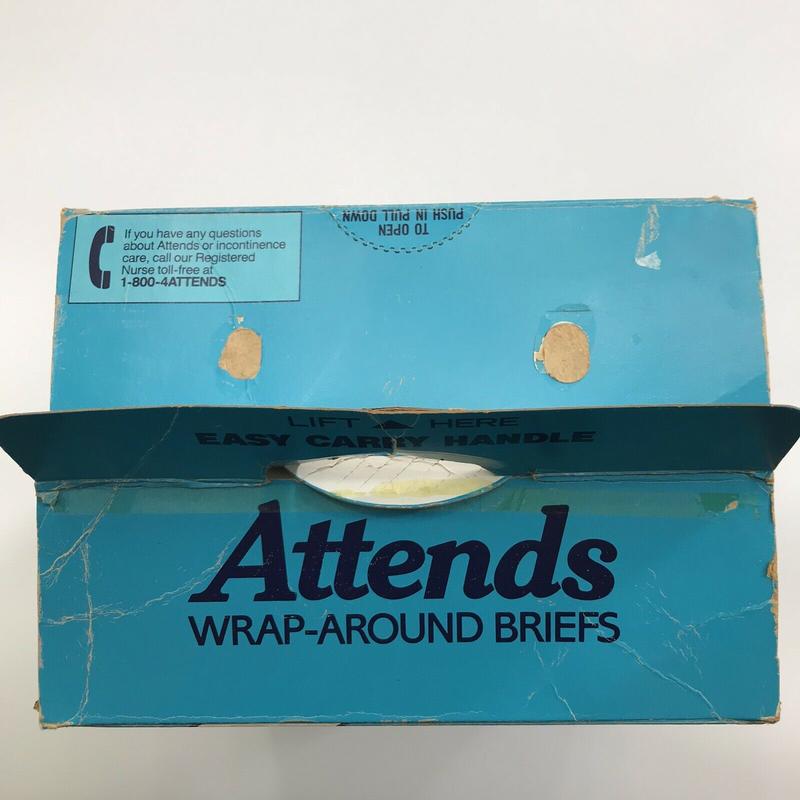 If you have any questions
about Attends or incontinence
care, call our Registered
Nurse toll-free at
1-800-4ATTENDS
TO OPEN
PUSH IN PULL DOWN
LIFT ▲ HERE
EASY CARRY HANDLE
Attends
WRAP-AROUND BRIEFS